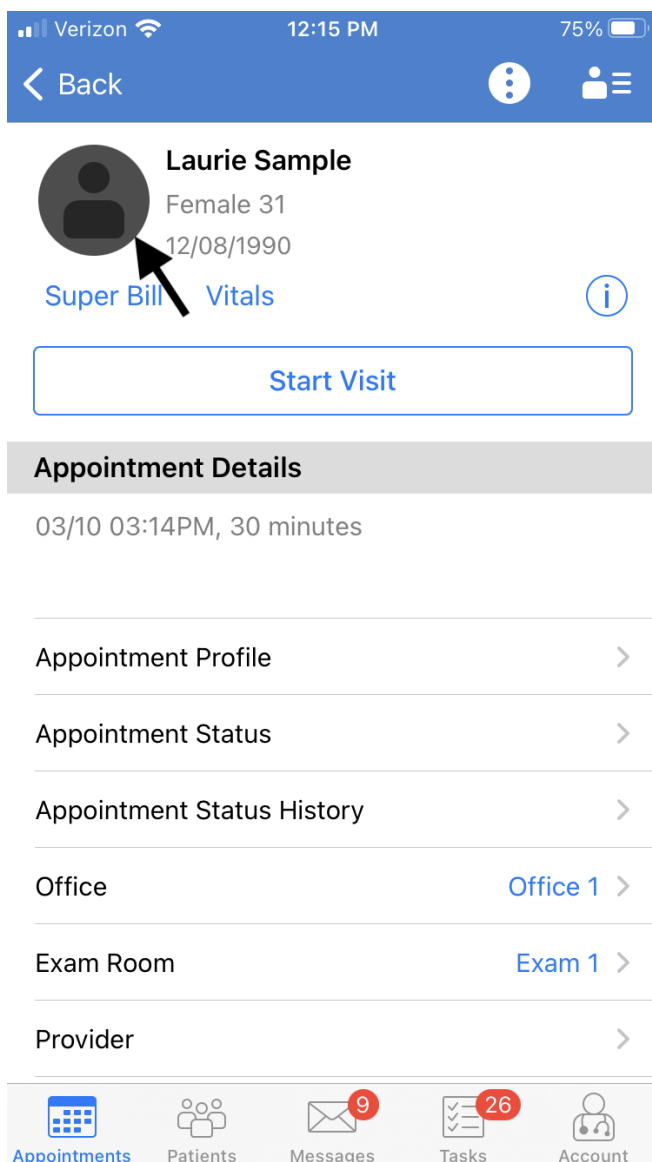 Verizon 12:15 PM 75%
Back
Laurie Sample
Female 31
12/08/1990
Super Bill Vitals i
Start Visit
Appointment Details
03/10 03:14PM, 30 minutes
Appointment Profile
Appointment Status
Appointment Status History
Office Office 1
Exam Room Exam 1
Provider
9 26
Appointments Patients Messages Tasks Account